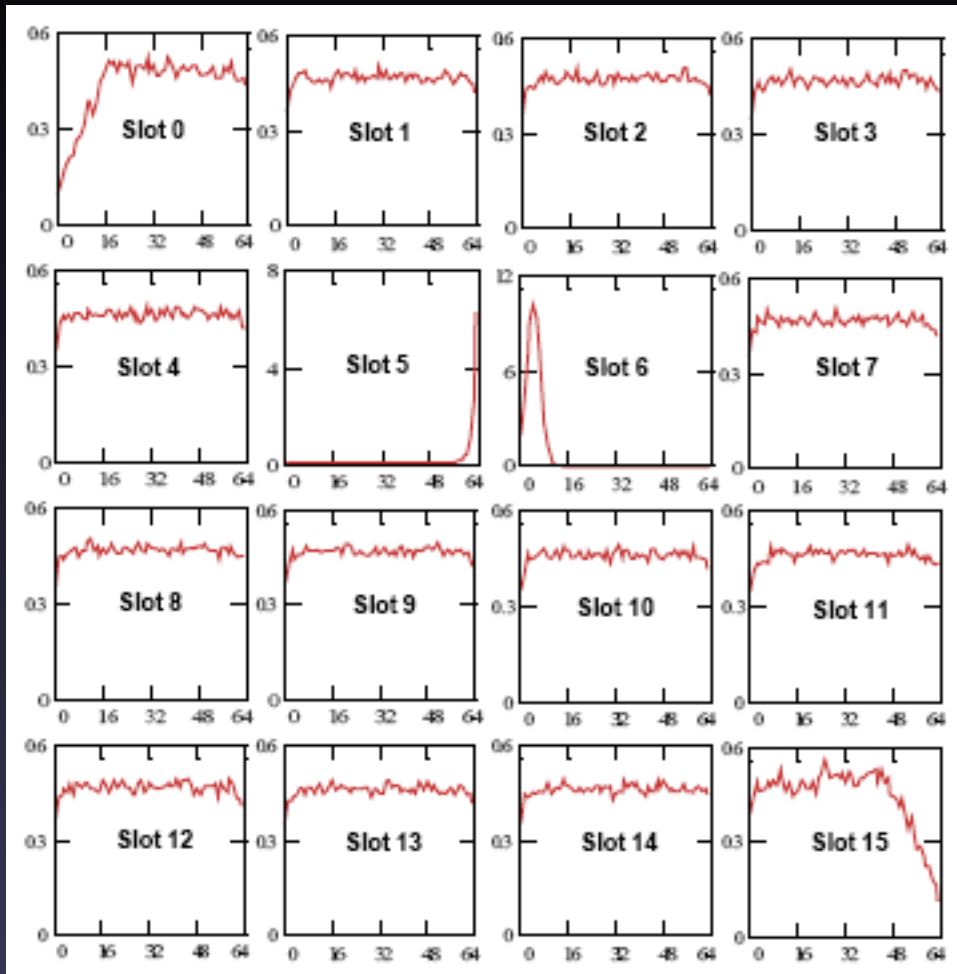 0.6 0.6 0.6 0.6
0.3 Slot 0 0.3 Slot 1 0.3 Slot 2 0.3 Slot 3
0 0 0 0
0 16 32 48 64 0 16 32 48 64 0 16 32 48 64 0 16 32 48 64
0.6 8 12 0.6
0.3 Slot 4 4 Slot 5 6 Slot 6 0.3 Slot 7
0 0 0 0
0 16 32 48 64 0 16 32 48 64 0 16 32 48 64 0 16 32 48 64
0.6 0.6 0.6 0.6
0.3 Slot 8 0.3 Slot 9 0.3 Slot 10 0.3 Slot 11
0 0 0 0
0 16 32 48 64 0 16 32 48 64 0 16 32 48 64 0 16 32 48 64
0.6 0.6 0.6 0.6
0.3 Slot 12 0.3 Slot 13 0.3 Slot 14 0.3 Slot 15
0 0 0 0
0 16 32 48 64 0 16 32 48 64 0 16 32 48 64 0 16 32 48 64